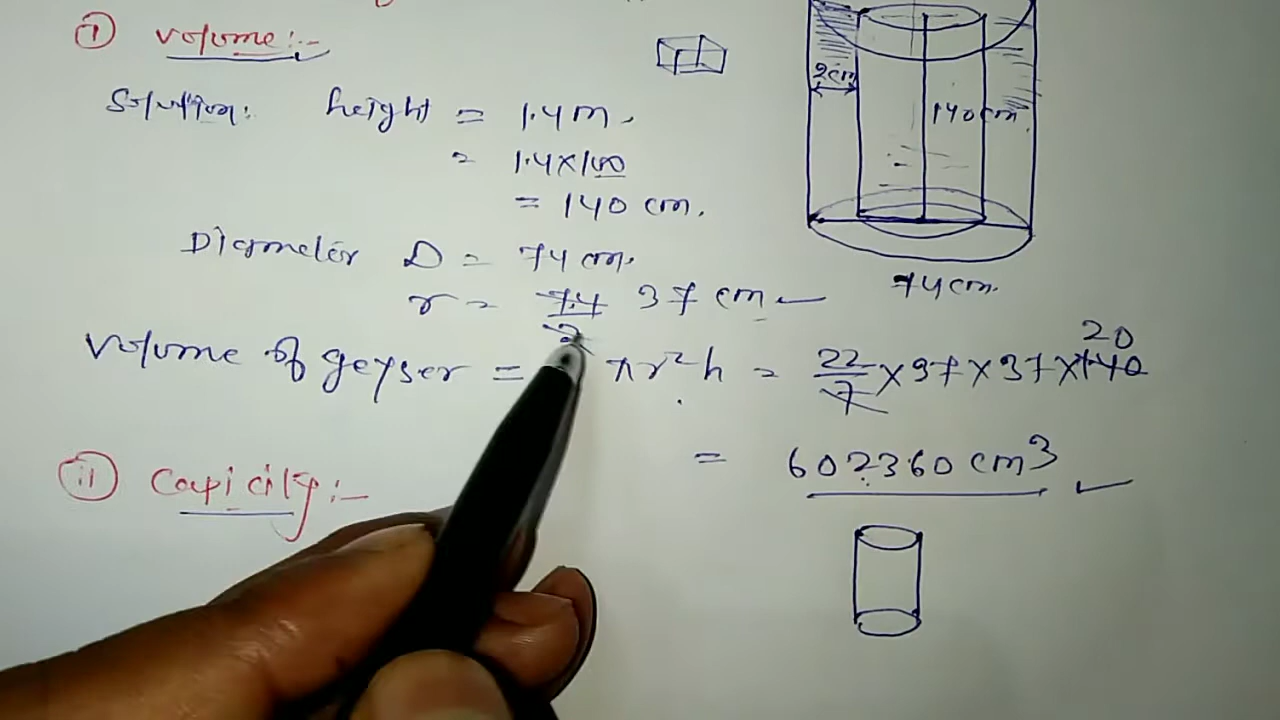 ① Volume:-
Solution: height = 1.4m.
= 1.4×100
= 140 cm.
Diameter D = 74 cm.
r = 74/2 37 cm
Volume of geyser = πr²h = 22/7 ×37×37×140 20
= 602360 cm³
ii) Capicity:-
2cm
140cm
74cm.